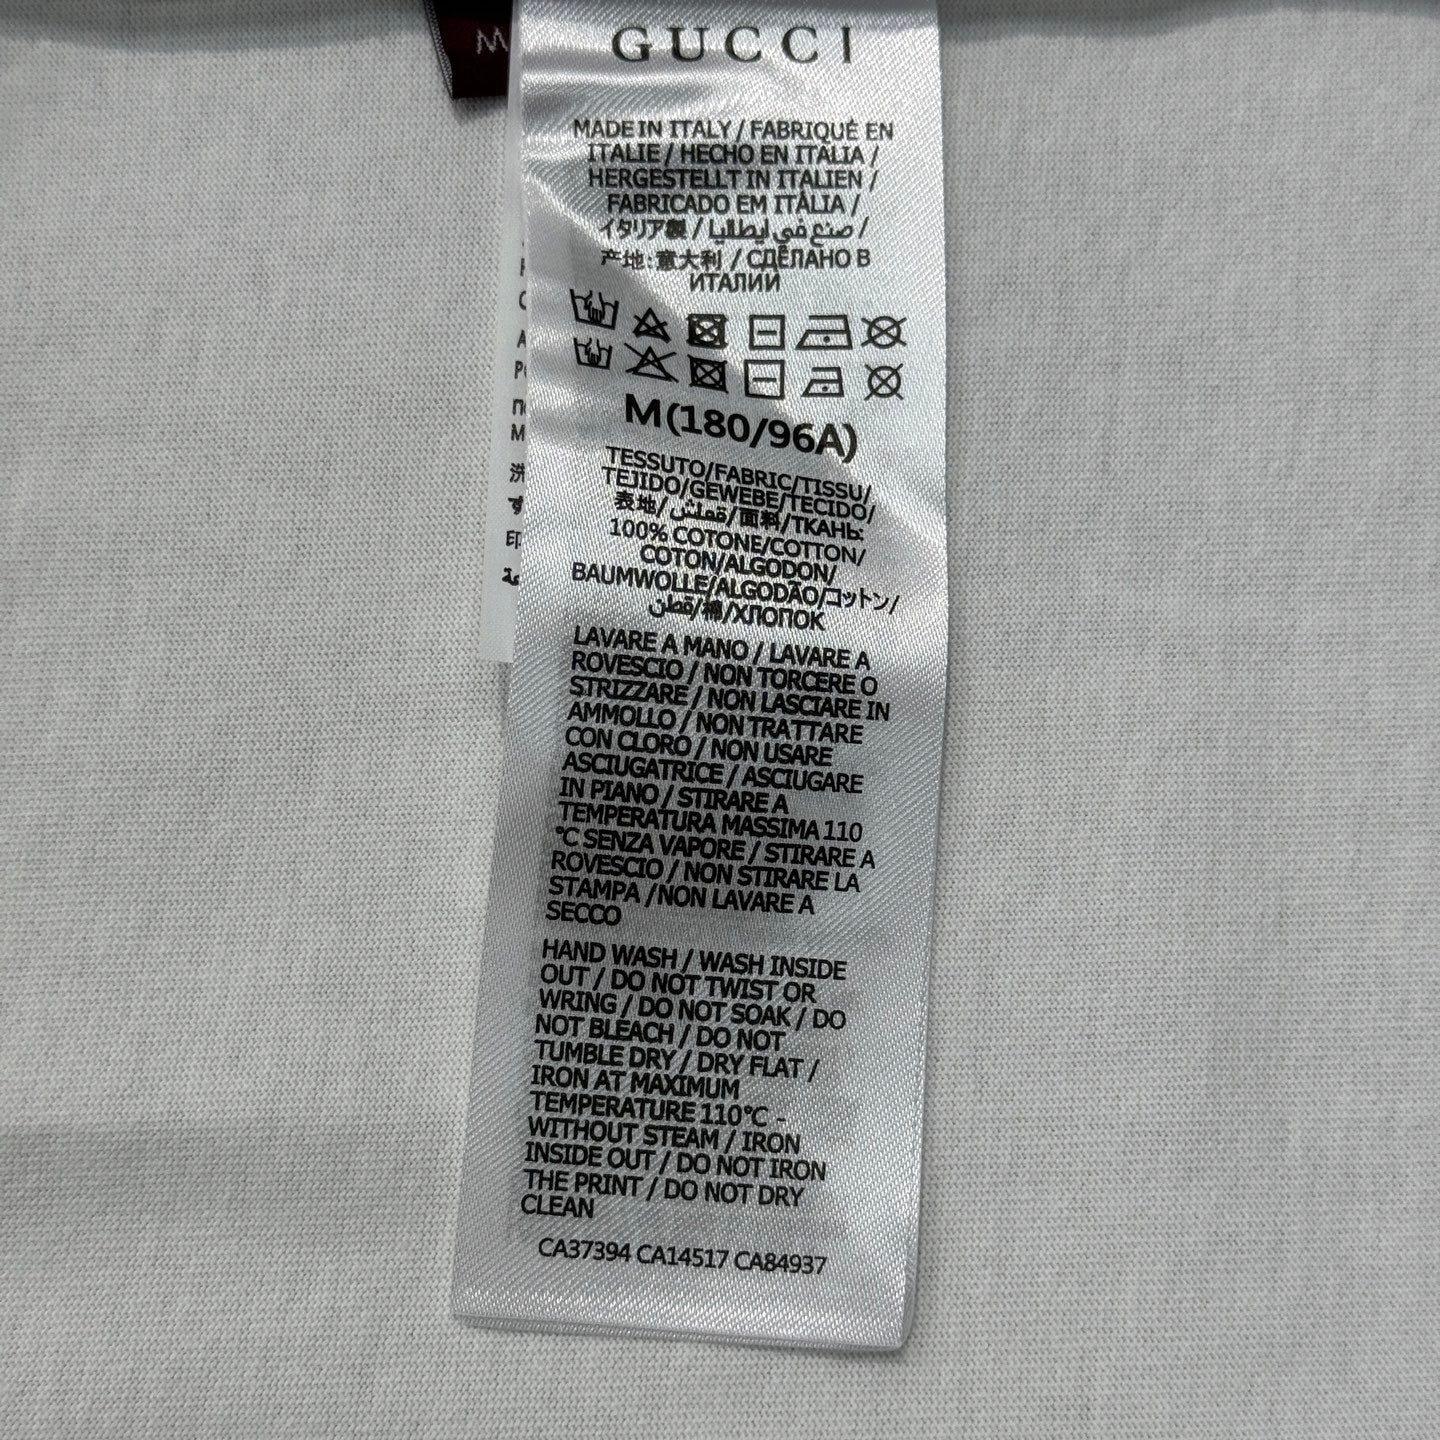 GUCCI
M
MADE IN ITALY / FABRIQUÉ EN
ITALIE / HECHO EN ITALIA /
HERGESTELLT IN ITALIEN /
FABRICADO EM ITÁLIA /
イタリア製 / صنع في إيطاليا /
产地: 意大利 / СДЕЛАНО В
ИТАЛИИ
M(180/96A)
TESSUTO/FABRIC/TISSU/
TEJIDO/GEWEBE/TECIDO/
表地/قماش/面料/ТКАНЬ:
100% COTONE/COTTON/
COTON/ALGODON/
BAUMWOLLE/ALGODÃO/コットン/
قطن/棉/ХЛОПОК
LAVARE A MANO / LAVARE A
ROVESCIO / NON TORCERE O
STRIZZARE / NON LASCIARE IN
AMMOLLO / NON TRATTARE
CON CLORO / NON USARE
ASCIUGATRICE / ASCIUGARE
IN PIANO / STIRARE A
TEMPERATURA MASSIMA 110
°C SENZA VAPORE / STIRARE A
ROVESCIO / NON STIRARE LA
STAMPA /NON LAVARE A
SECCO
HAND WASH / WASH INSIDE
OUT / DO NOT TWIST OR
WRING / DO NOT SOAK / DO
NOT BLEACH / DO NOT
TUMBLE DRY / DRY FLAT /
IRON AT MAXIMUM
TEMPERATURE 110°C -
WITHOUT STEAM / IRON
INSIDE OUT / DO NOT IRON
THE PRINT / DO NOT DRY
CLEAN
CA37394 CA14517 CA84937